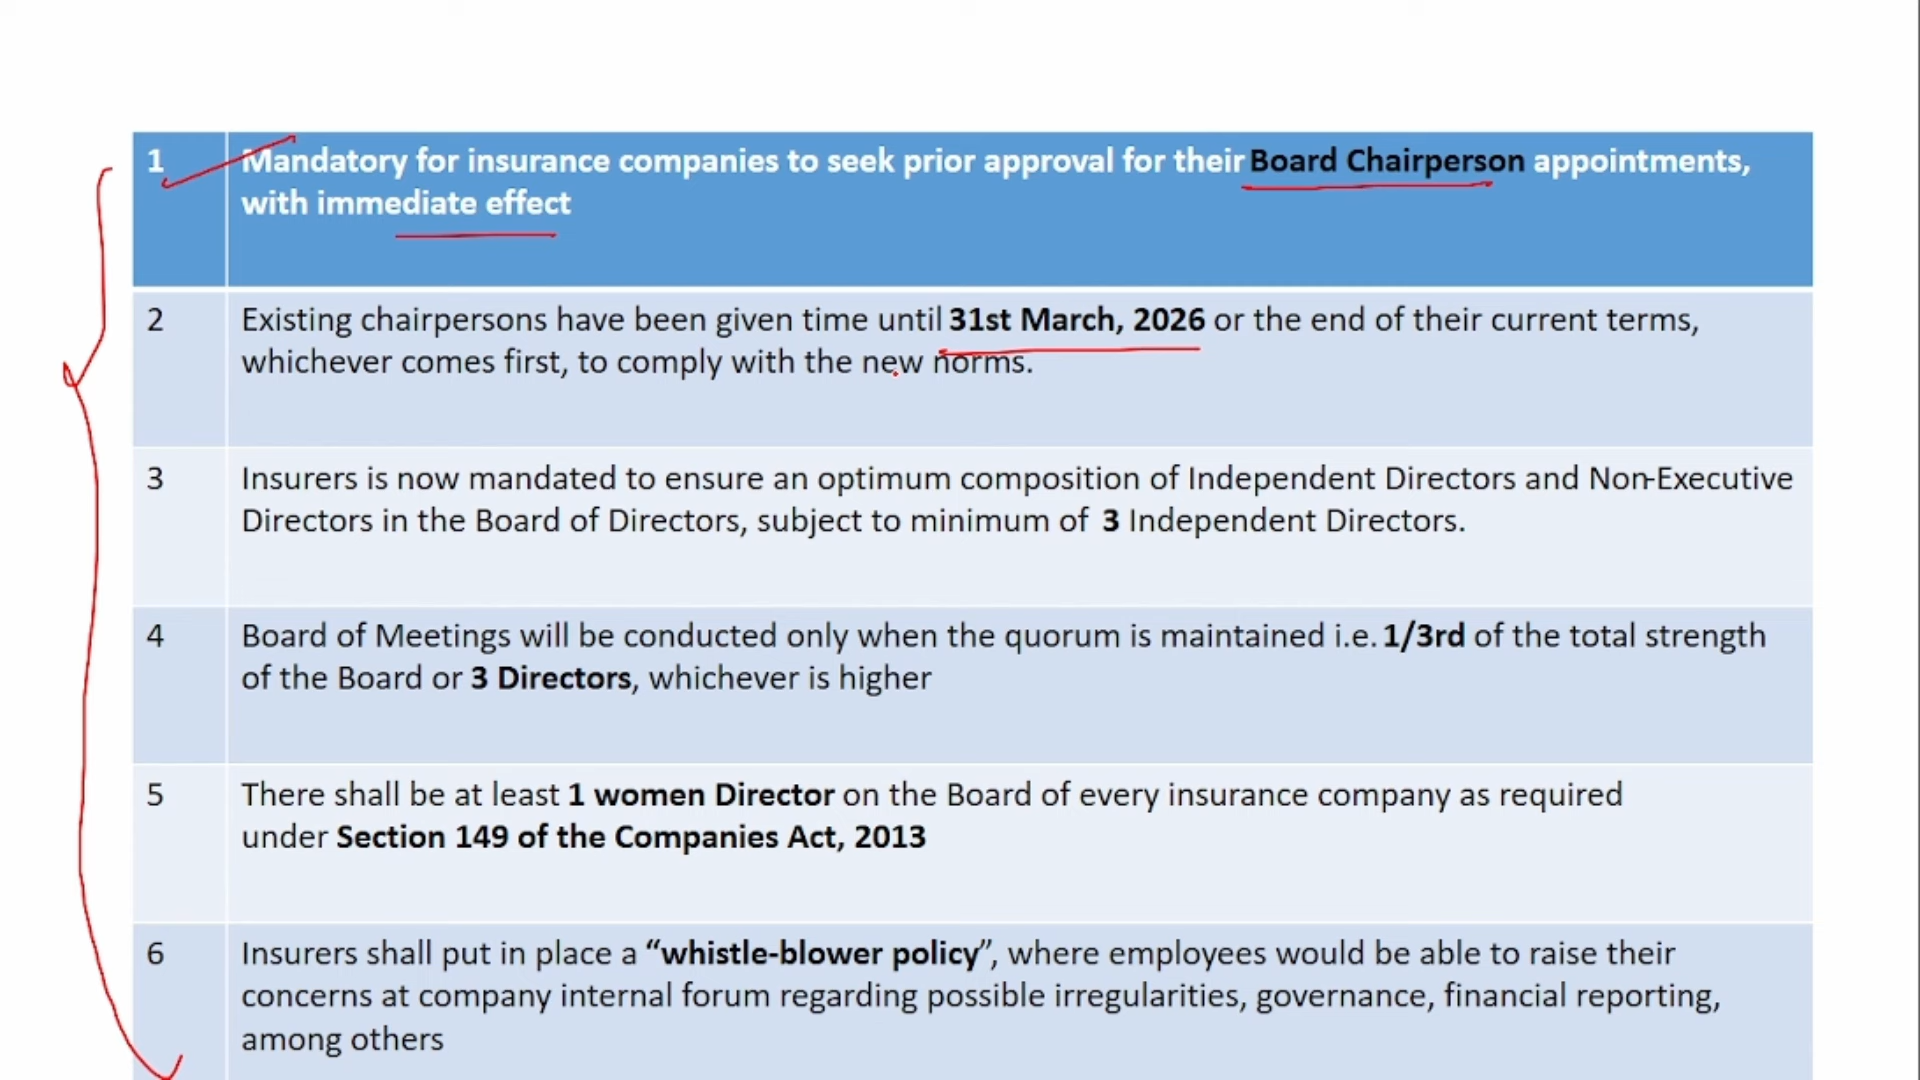 1 Mandatory for insurance companies to seek prior approval for their Board Chairperson appointments,
with immediate effect
2 Existing chairpersons have been given time until 31st March, 2026 or the end of their current terms,
whichever comes first, to comply with the new norms.
3 Insurers is now mandated to ensure an optimum composition of Independent Directors and Non-Executive
Directors in the Board of Directors, subject to minimum of 3 Independent Directors.
4 Board of Meetings will be conducted only when the quorum is maintained i.e. 1/3rd of the total strength
of the Board or 3 Directors, whichever is higher
5 There shall be at least 1 women Director on the Board of every insurance company as required
under Section 149 of the Companies Act, 2013
6 Insurers shall put in place a “whistle-blower policy”, where employees would be able to raise their
concerns at company internal forum regarding possible irregularities, governance, financial reporting,
among others